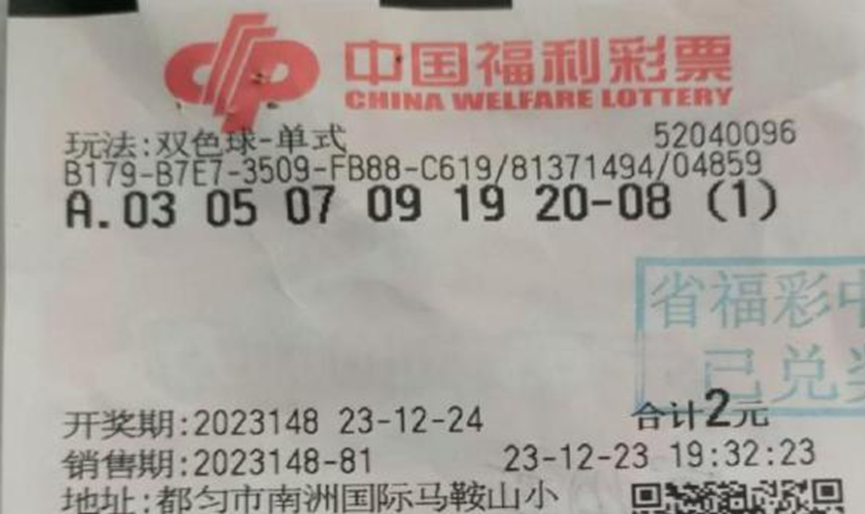 中国福利彩票
CHINA WELFARE LOTTERY
玩法:双色球-单式 52040096
B179-B7E7-3509-FB88-C619/81371494/04859
A.03 05 07 09 19 20-08 (1)
省福彩中
已兑奖
开奖期:2023148 23-12-24 合计2元
销售期:2023148-81 23-12-23 19:32:23
地址:都匀市南洲国际马鞍山小